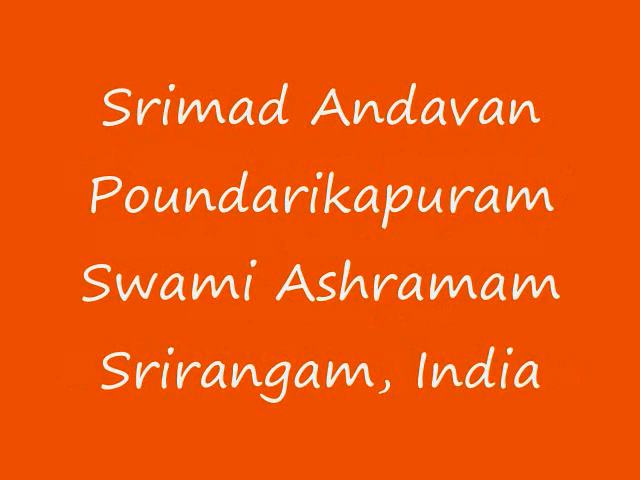 Srimad Andavan
Poundarikapuram
Swami Ashramam
Srirangam, India